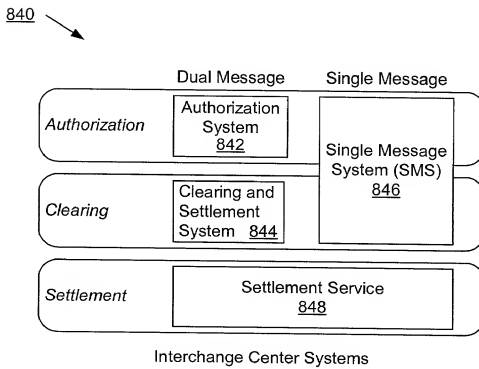 840
Dual Message Single Message
Authorization
Authorization
System
842
Single Message
System (SMS)
846
Clearing
Clearing and
Settlement
System 844
Settlement
Settlement Service
848
Interchange Center Systems